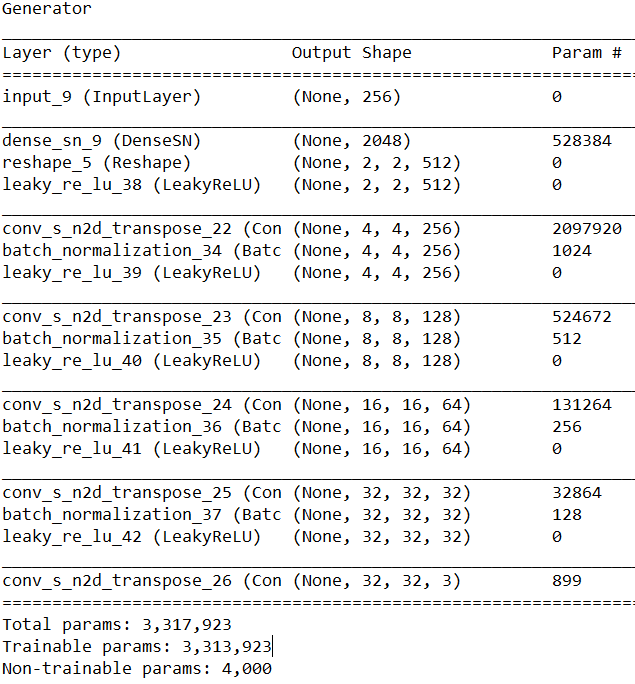 Generator
Layer (type) Output Shape Param #
input_9 (InputLayer) (None, 256) 0
dense_sn_9 (DenseSN) (None, 2048) 528384
reshape_5 (Reshape) (None, 2, 2, 512) 0
leaky_re_lu_38 (LeakyReLU) (None, 2, 2, 512) 0
conv_s_n2d_transpose_22 (Con (None, 4, 4, 256) 2097920
batch_normalization_34 (Batc (None, 4, 4, 256) 1024
leaky_re_lu_39 (LeakyReLU) (None, 4, 4, 256) 0
conv_s_n2d_transpose_23 (Con (None, 8, 8, 128) 524672
batch_normalization_35 (Batc (None, 8, 8, 128) 512
leaky_re_lu_40 (LeakyReLU) (None, 8, 8, 128) 0
conv_s_n2d_transpose_24 (Con (None, 16, 16, 64) 131264
batch_normalization_36 (Batc (None, 16, 16, 64) 256
leaky_re_lu_41 (LeakyReLU) (None, 16, 16, 64) 0
conv_s_n2d_transpose_25 (Con (None, 32, 32, 32) 32864
batch_normalization_37 (Batc (None, 32, 32, 32) 128
leaky_re_lu_42 (LeakyReLU) (None, 32, 32, 32) 0
conv_s_n2d_transpose_26 (Con (None, 32, 32, 3) 899
Total params: 3,317,923
Trainable params: 3,313,923
Non-trainable params: 4,000